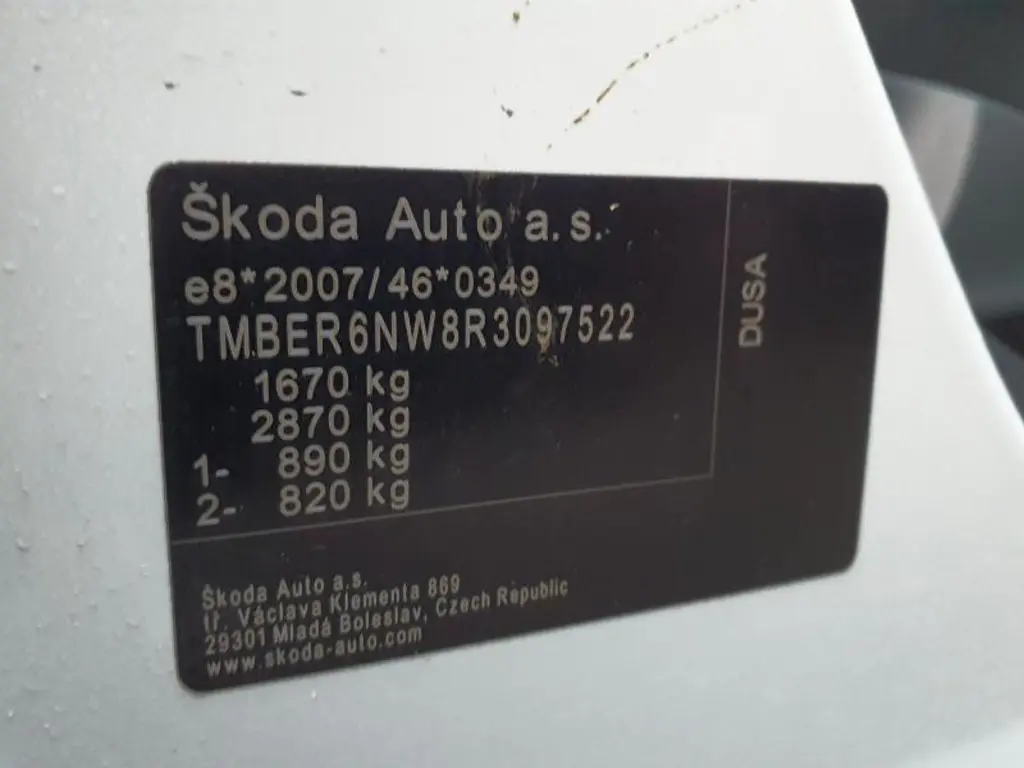 Škoda Auto a.s.
e8*2007/46*0349
TMBER6NW8R3097522
1670 kg
2870 kg
1- 890 kg
2- 820 kg
DUSA
Škoda Auto a.s.
tř. Václava Klementa 869
29301 Mladá Boleslav, Czech Republic
www.skoda-auto.com